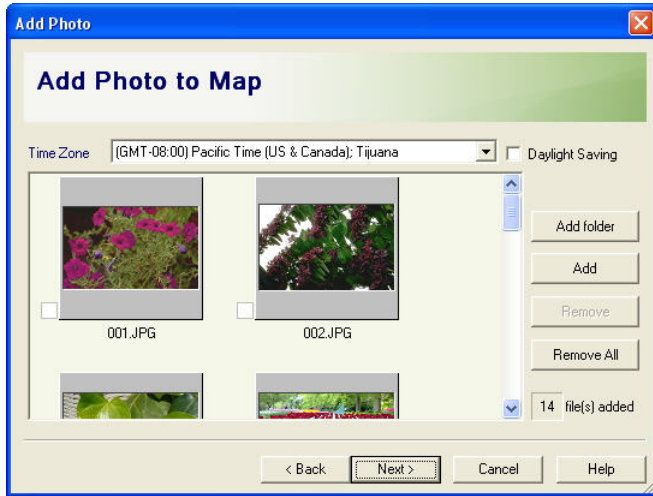 Add Photo
Add Photo to Map
Time Zone (GMT-08:00) Pacific Time (US & Canada); Tijuana Daylight Saving
Add folder
Add
Remove
001.JPG 002.JPG
Remove All
14 file(s) added
< Back Next > Cancel Help